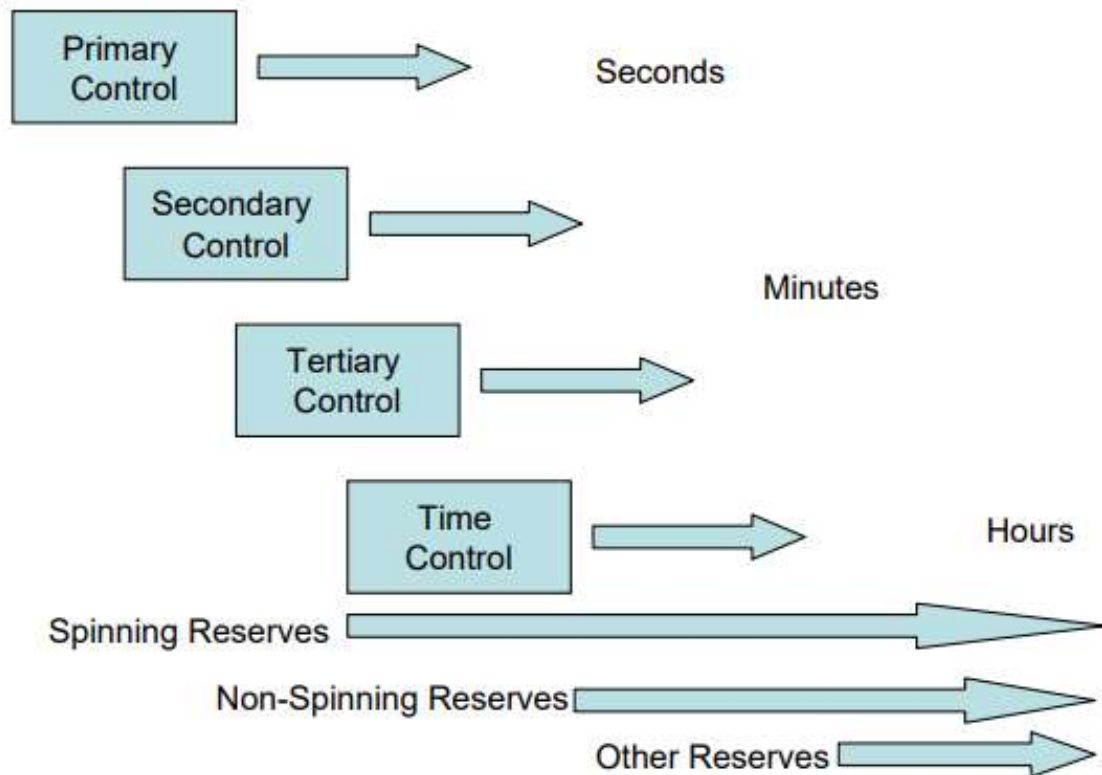 Primary
Control
Seconds
Secondary
Control
Minutes
Tertiary
Control
Time
Control
Hours
Spinning Reserves
Non-Spinning Reserves
Other Reserves